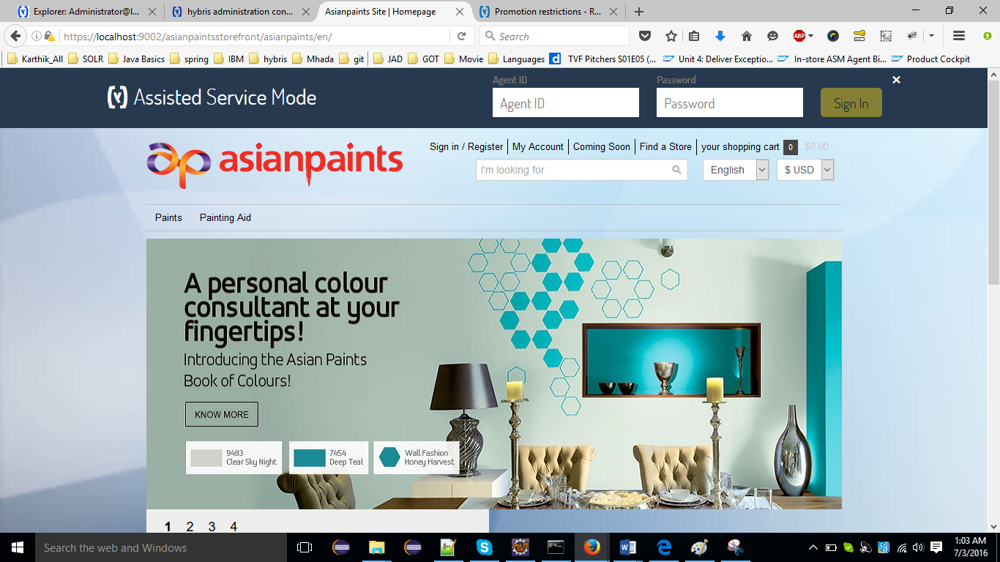 Explorer: Administrator@l...
hybris administration con...
Asianpaints Site | Homepage
Promotion restrictions - R...
https://localhost:9002/asianpaintsstorefront/asianpaints/en/
Search
ABP
Karthik_All
SOLR
Java Basics
spring
IBM
hybris
Mhada
git
JAD
GOT
Movie
Languages
d
TVF Pitchers S01E05 (...
SAP
Unit 4: Deliver Exceptio...
SAP
In-store ASM Agent Bi...
SAP
Product Cockpit
Assisted Service Mode
Agent ID
Agent ID
Password
Password
Sign In
asianpaints
Sign in / Register
My Account
Coming Soon
Find a Store
your shopping cart
0
$0.00
I'm looking for
English
$ USD
Paints
Painting Aid
A personal colour
consultant at your
fingertips!
Introducing the Asian Paints
Book of Colours!
KNOW MORE
9483
Clear Sky Night
7454
Deep Teal
Wall Fashion
Honey Harvest
1 2 3 4
Search the web and Windows
1:03 AM
7/3/2016